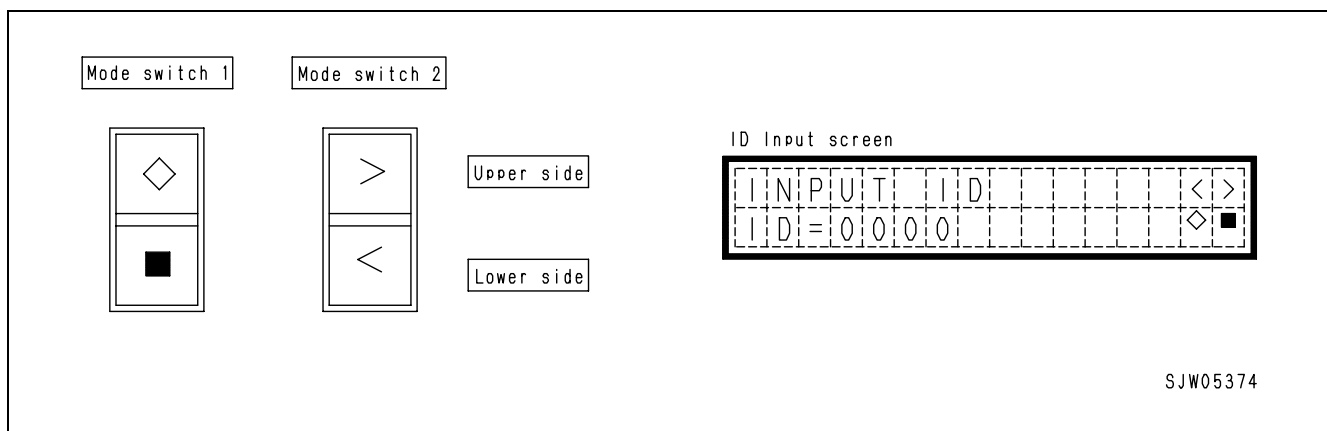 Mode switch 1
Mode switch 2
◇
>
Upper side
■
<
Lower side
ID Input screen
INPUT ID < >
ID=0000 ◇ ■
SJW05374